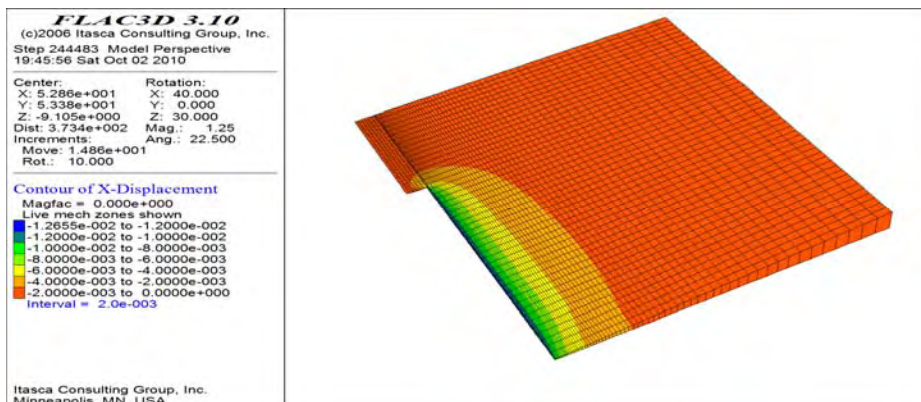 FLAC3D 3.10
(c)2006 Itasca Consulting Group, Inc.
Step 244483 Model Perspective
19:45:56 Sat Oct 02 2010
Center: Rotation:
X: 5.286e+001 X: 40.000
Y: 5.338e+001 Y: 0.000
Z: -9.105e+000 Z: 30.000
Dist: 3.734e+002 Mag.: 1.25
Increments: Ang.: 22.500
Move: 1.486e+001
Rot.: 10.000
Contour of X-Displacement
Magfac = 0.000e+000
Live mech zones shown
-1.2655e-002 to -1.2000e-002
-1.2000e-002 to -1.0000e-002
-1.0000e-002 to -8.0000e-003
-8.0000e-003 to -6.0000e-003
-6.0000e-003 to -4.0000e-003
-4.0000e-003 to -2.0000e-003
-2.0000e-003 to 0.0000e+000
Interval = 2.0e-003
Itasca Consulting Group, Inc.
Minneapolis, MN USA